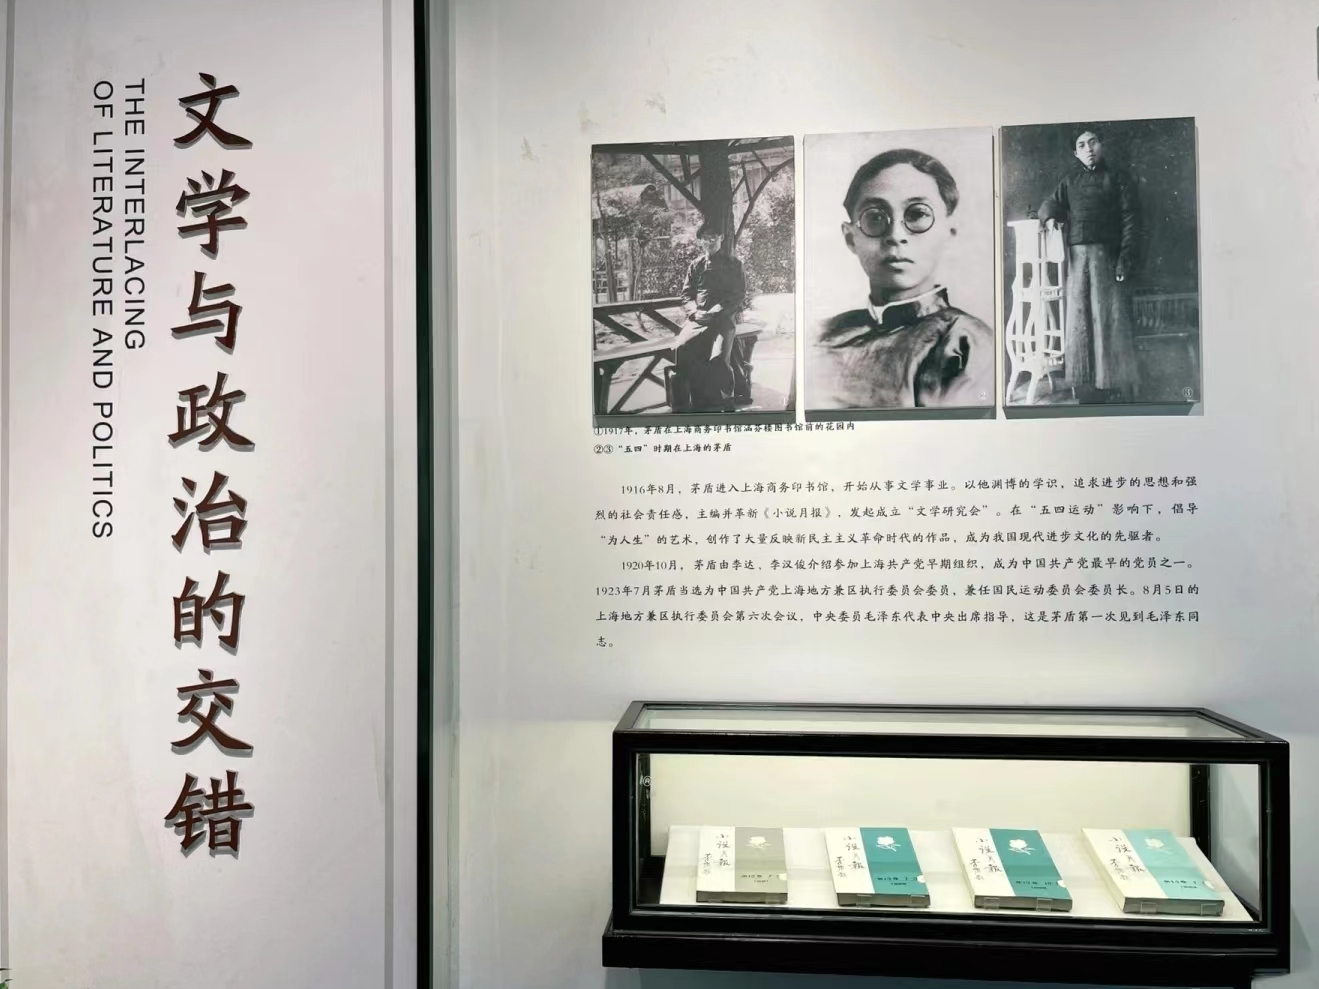 文学与政治的交错
THE INTERLACING
OF LITERATURE AND POLITICS
②
③
①1917年，茅盾在上海商务印书馆涵芬楼图书馆前的花园内
②③“五四”时期在上海的茅盾
1916年8月，茅盾进入上海商务印书馆，开始从事文学事业。以他渊博的学识，追求进步的思想和强
烈的社会责任感，主编并革新《小说月报》，发起成立“文学研究会”。在“五四运动”影响下，倡导
“为人生”的艺术，创作了大量反映新民主主义革命时代的作品，成为我国现代进步文化的先驱者。
1920年10月，茅盾由李达、李汉俊介绍参加上海共产党早期组织，成为中国共产党最早的党员之一。
1923年7月茅盾当选为中国共产党上海地方兼区执行委员会委员，兼任国民运动委员会委员长。8月5日的
上海地方兼区执行委员会第六次会议，中央委员毛泽东代表中央出席指导，这是茅盾第一次见到毛泽东同
志。
小说月报
小说月报
小说月报
小说月报